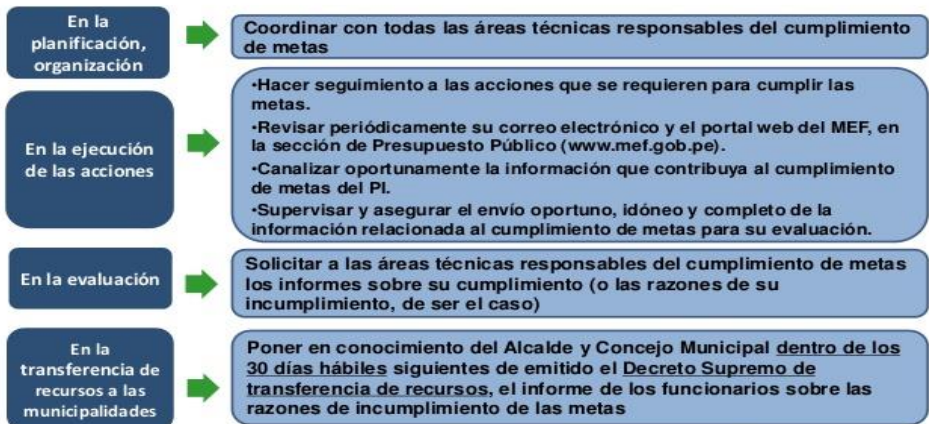 En la
planificación,
organización
Coordinar con todas las áreas técnicas responsables del cumplimiento
de metas
En la ejecución
de las acciones
•Hacer seguimiento a las acciones que se requieren para cumplir las
metas.
•Revisar periódicamente su correo electrónico y el portal web del MEF, en
la sección de Presupuesto Público (www.mef.gob.pe).
•Canalizar oportunamente la información que contribuya al cumplimiento
de metas del PI.
•Supervisar y asegurar el envío oportuno, idóneo y completo de la
información relacionada al cumplimiento de metas para su evaluación.
En la evaluación
Solicitar a las áreas técnicas responsables del cumplimiento de metas
los informes sobre su cumplimiento (o las razones de su
incumplimiento, de ser el caso)
En la
transferencia de
recursos a las
municipalidades
Poner en conocimiento del Alcalde y Concejo Municipal dentro de los
30 días hábiles siguientes de emitido el Decreto Supremo de
transferencia de recursos, el informe de los funcionarios sobre las
razones de incumplimiento de las metas